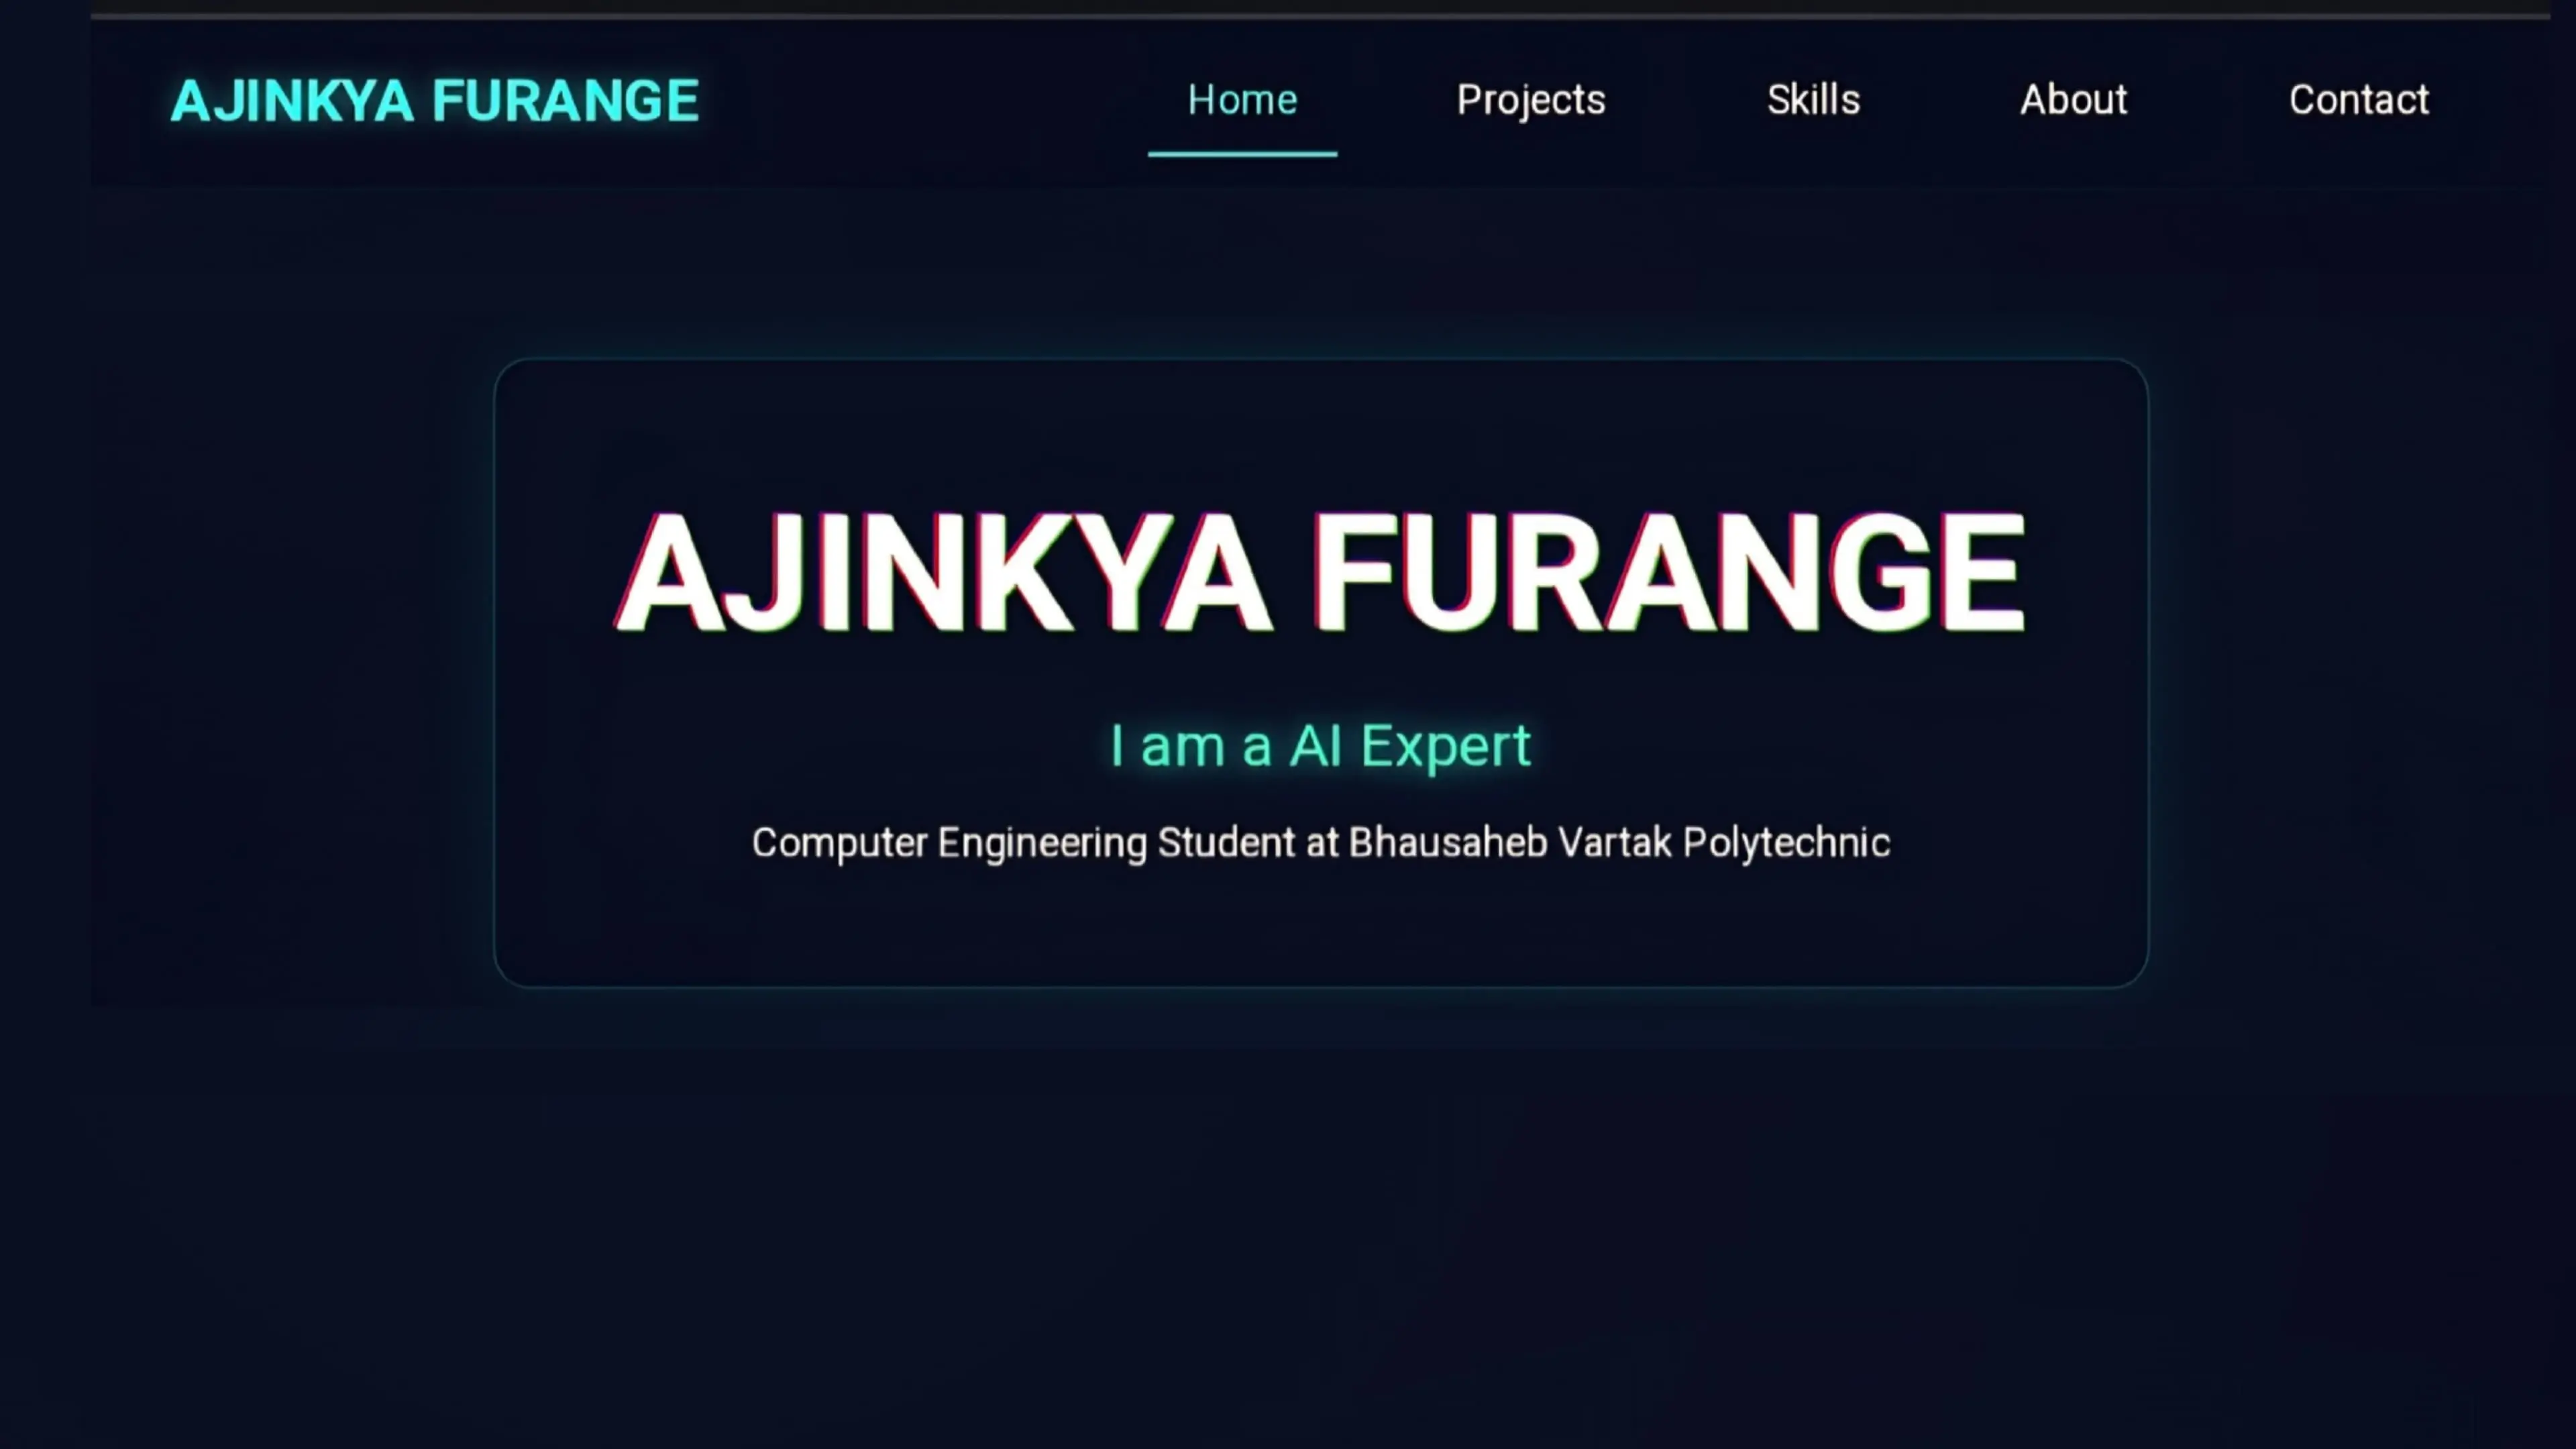 AJINKYA FURANGE Home Projects Skills About Contact
AJINKYA FURANGE
I am a AI Expert
Computer Engineering Student at Bhausaheb Vartak Polytechnic